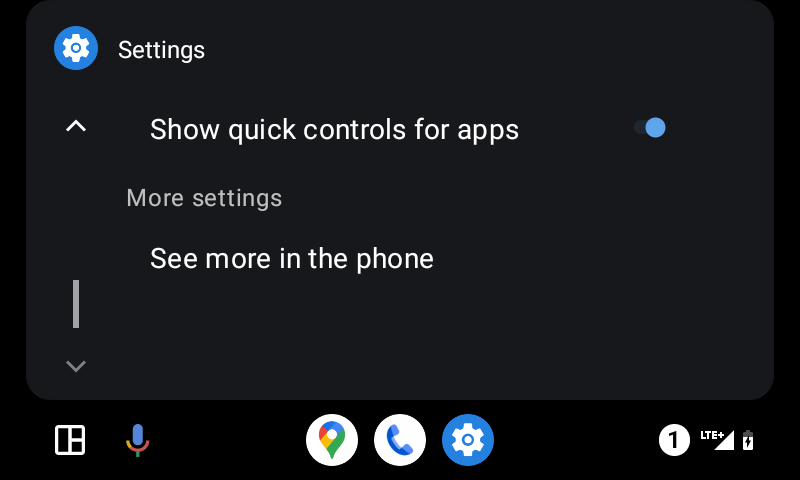 Settings
Show quick controls for apps
More settings
See more in the phone
1 LTE+